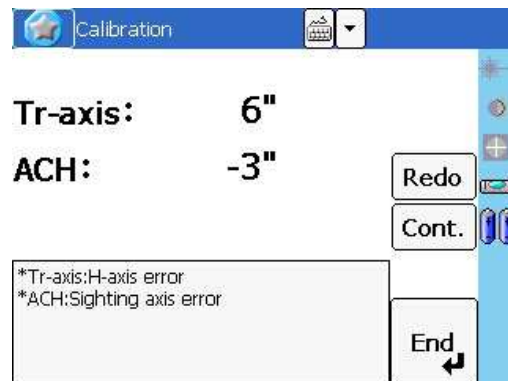 Calibration
Tr-axis: 6"
ACH: -3"
Redo
Cont.
*Tr-axis:H-axis error
*ACH:Sighting axis error
End